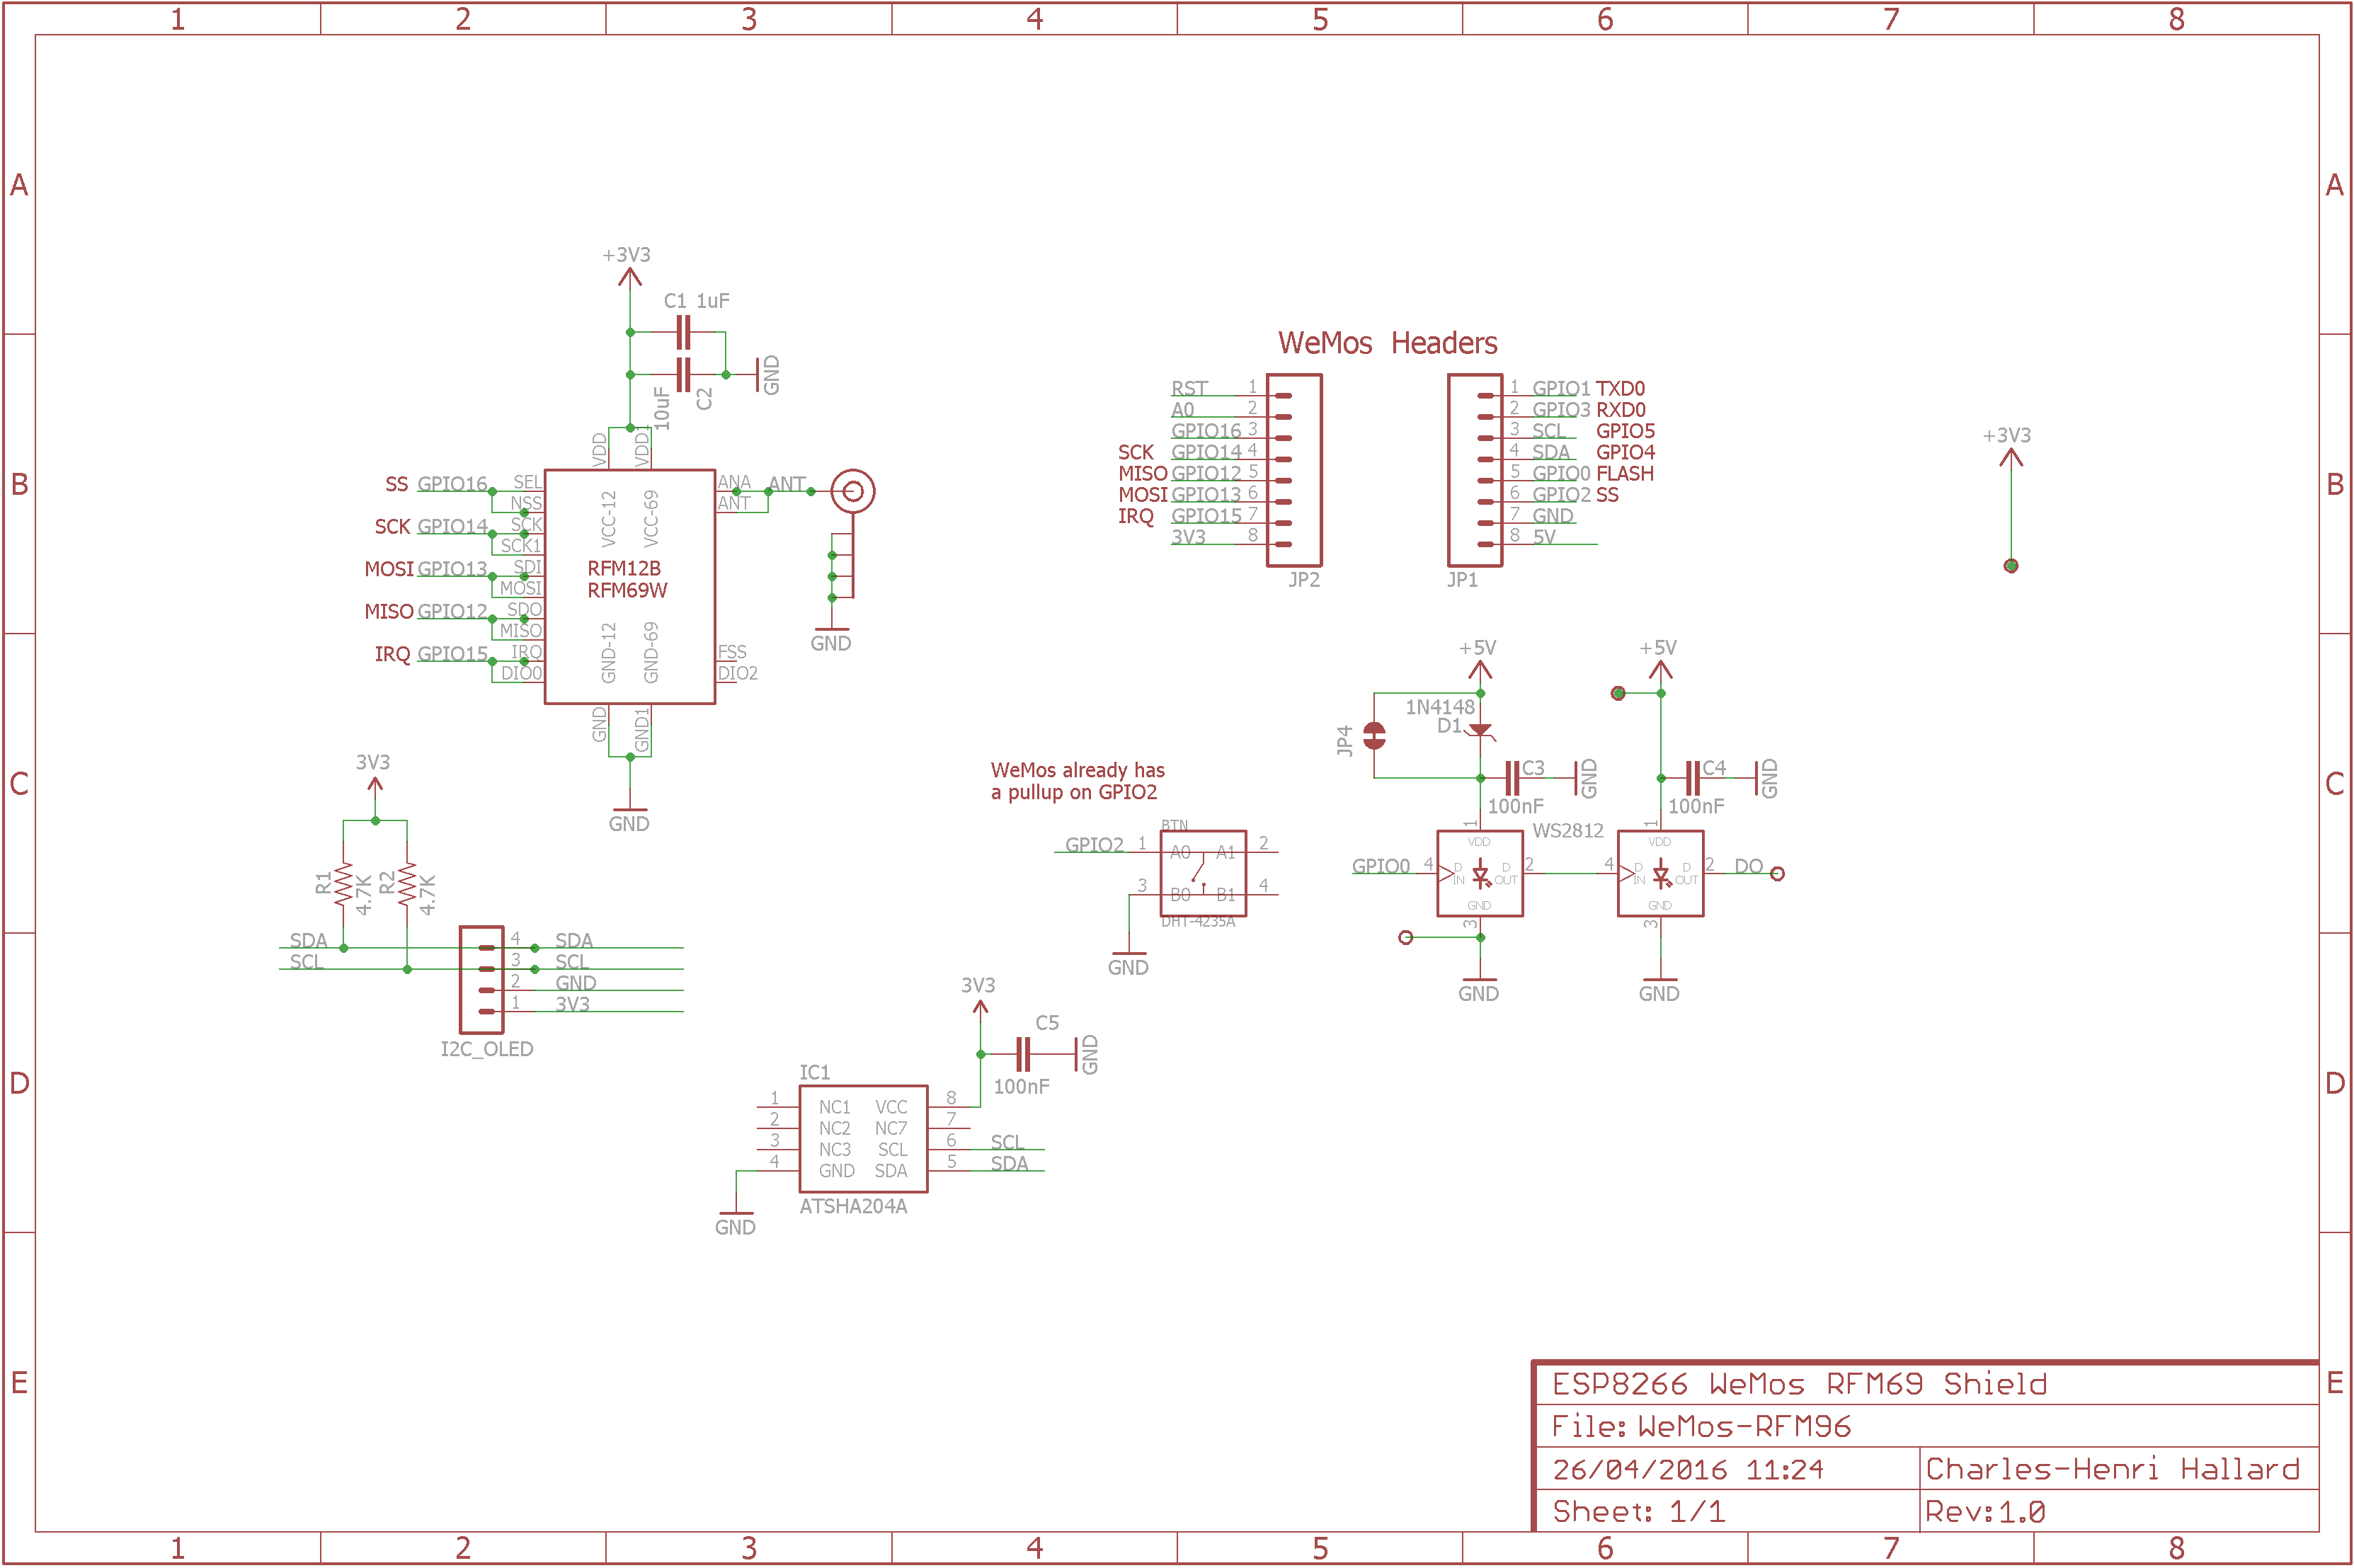 1 2 3 4 5 6 7 8
A A
+3V3
C1 1uF
GND
10uF
C2
VDD
VDD1
SS GPIO16 SEL
NSS
SCK GPIO14 SCK
SCK1
MOSI GPIO13 SDI
MOSI
MISO GPIO12 SDO
MISO
IRQ GPIO15 IRQ
DIO0
VCC-12
VCC-69
RFM12B
RFM69W
GND-12
GND-69
ANA ANT
ANT
FSS
DIO2
GND
GND1
GND
GND
WeMos Headers
RST 1
A0 2
GPIO16 3
SCK GPIO14 4
MISO GPIO12 5
MOSI GPIO13 6
IRQ GPIO15 7
3V3 8
JP2
1 GPIO1 TXD0
2 GPIO3 RXD0
3 SCL GPIO5
4 SDA GPIO4
5 GPIO0 FLASH
6 GPIO2 SS
7 GND
8 5V
JP1
+3V3
B B
+5V
+5V
1N4148
D1
JP4
C3
GND
100nF
C4
GND
100nF
WS2812
1
VDD
GPIO0 4 D IN
D OUT 2
GND
3
GND
1
VDD
4 D IN
D OUT 2 DO
GND
3
GND
WeMos already has
a pullup on GPIO2
BTN
GPIO2 1 A0 A1 2
3 B0 B1 4
DHT-4235A
GND
C C
3V3
R1
4.7K
R2
4.7K
SDA 4 SDA
SCL 3 SCL
2 GND
1 3V3
I2C_OLED
3V3
C5
GND
100nF
IC1
1 NC1 VCC 8
2 NC2 NC7 7
3 NC3 SCL 6 SCL
4 GND SDA 5 SDA
ATSHA204A
GND
D D
E E
ESP8266 WeMos RFM69 Shield
File: WeMos-RFM96
26/04/2016 11:24 Charles-Henri Hallard
Sheet: 1/1 Rev:1.0
1 2 3 4 5 6 7 8